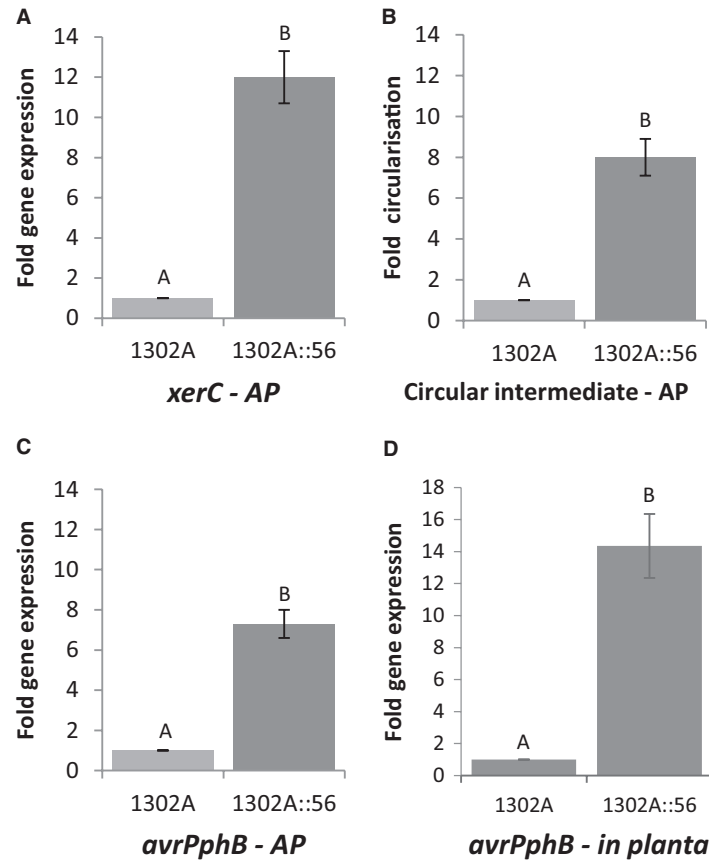 A
Fold gene expression
14
12
10
8
6
4
2
0
A
B
1302A
1302A::56
xerC - AP
B
Fold circularisation
14
12
10
8
6
4
2
0
A
B
1302A
1302A::56
Circular intermediate - AP
C
Fold gene expression
14
12
10
8
6
4
2
0
A
B
1302A
1302A::56
avrPphB - AP
D
Fold gene expression
18
16
14
12
10
8
6
4
2
0
A
B
1302A
1302A::56
avrPphB - in planta